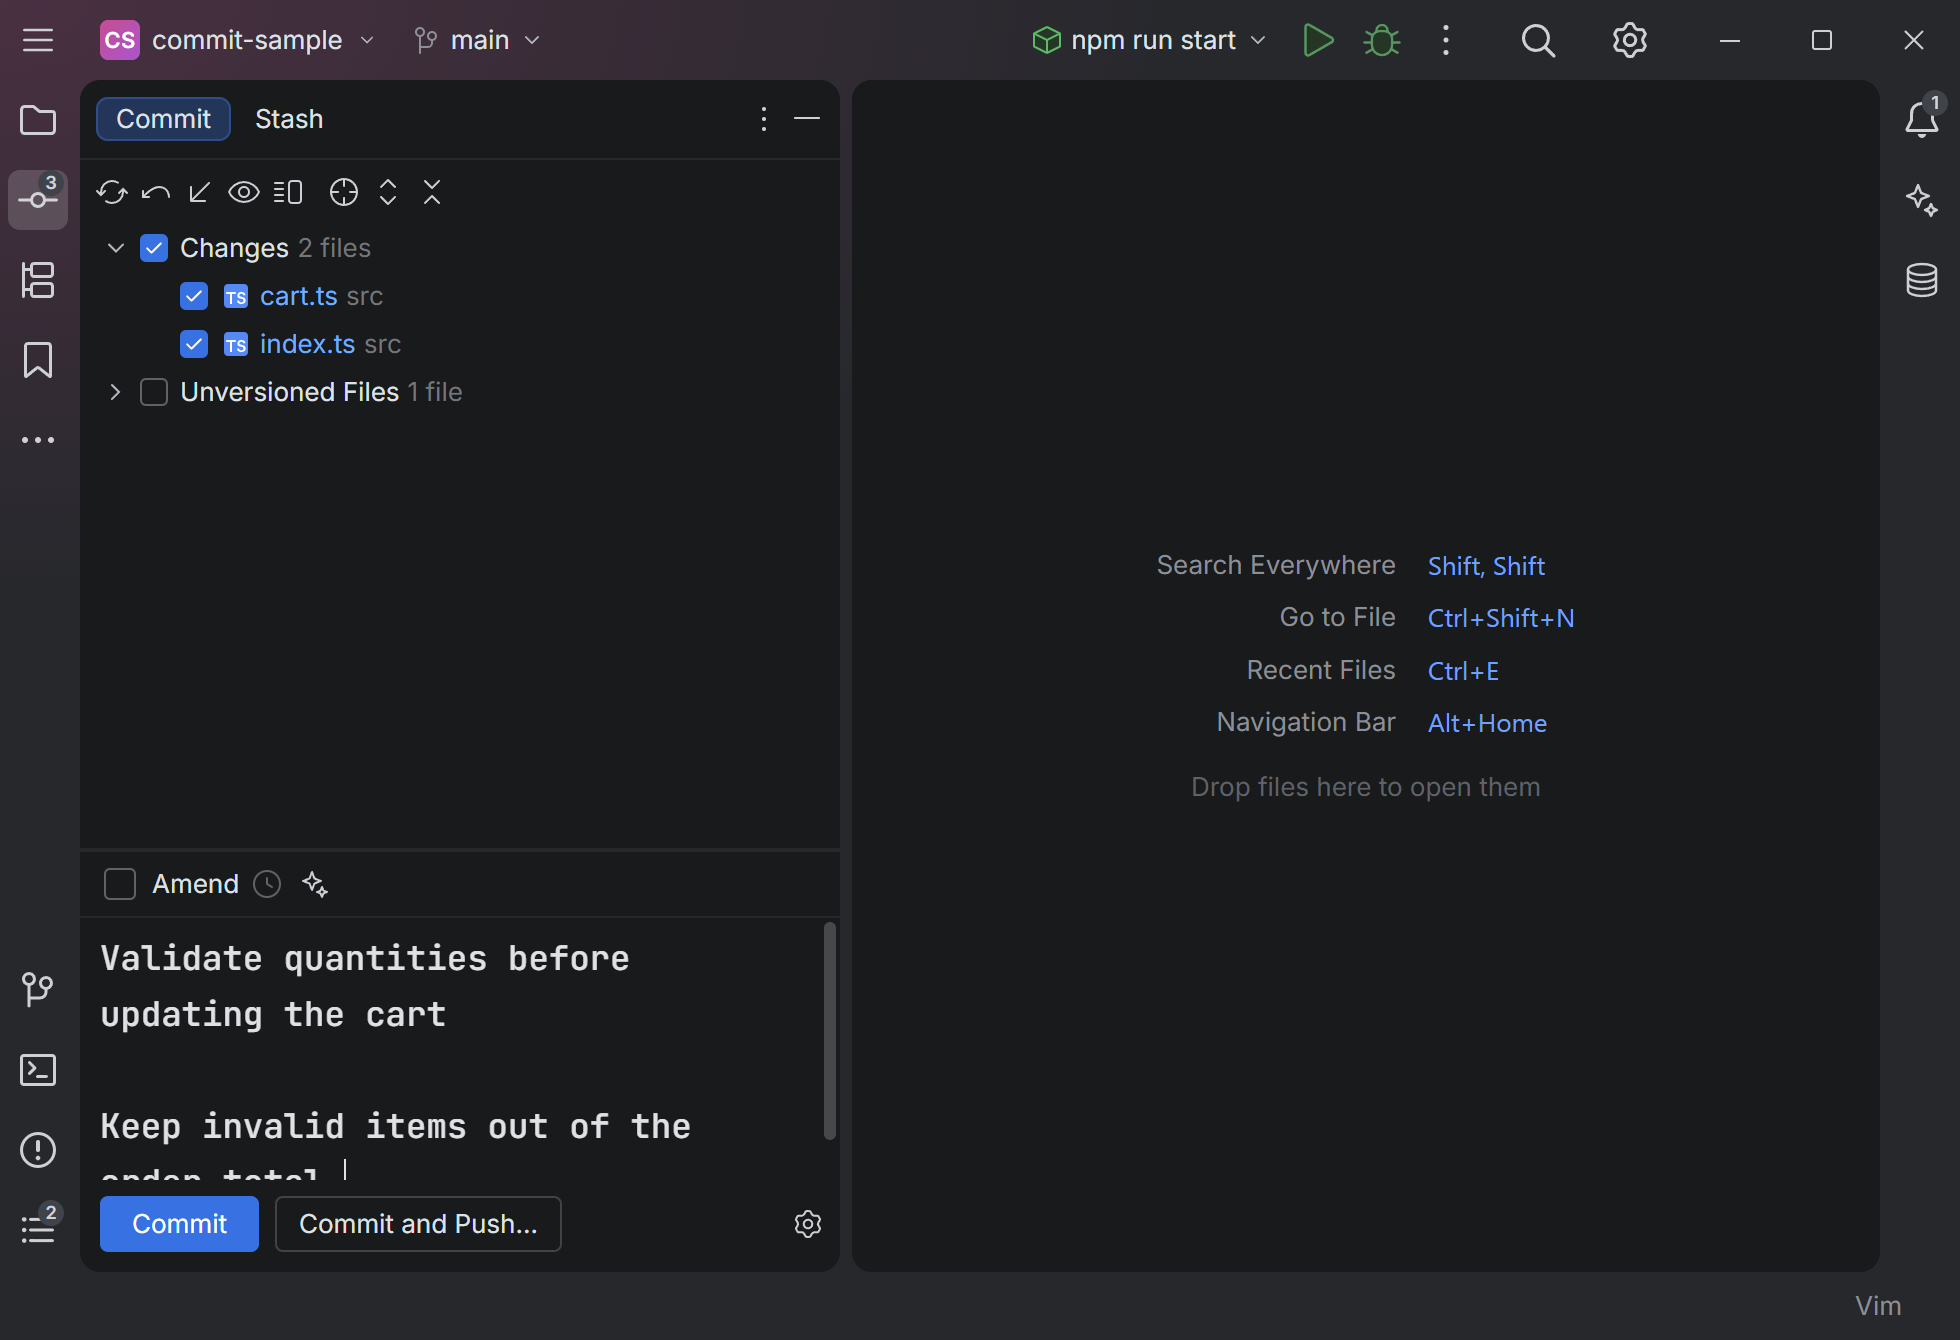 CS commit-sample main npm run start
1
3
Commit Stash
Changes 2 files
TS cart.ts src
TS index.ts src
Unversioned Files 1 file
Search Everywhere Shift, Shift
Go to File Ctrl+Shift+N
Recent Files Ctrl+E
Navigation Bar Alt+Home
Drop files here to open them
Amend
Validate quantities before
updating the cart
Keep invalid items out of the
order total.
2
Commit Commit and Push...
Vim